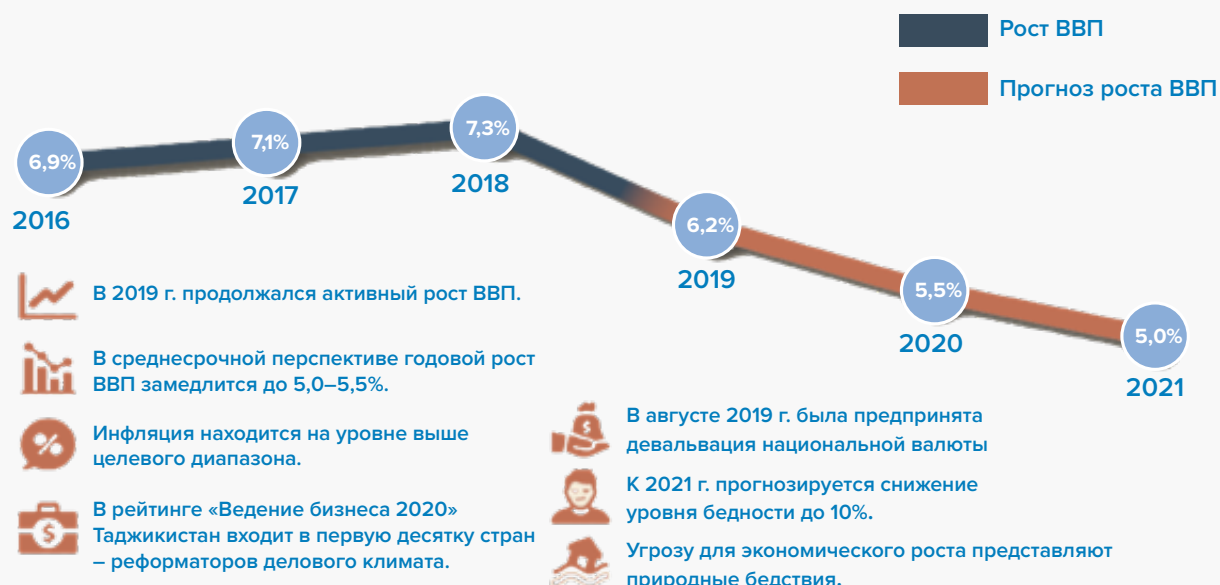 Рост ВВП
Прогноз роста ВВП
6,9%
7,1%
7,3%
6,2%
5,5%
5,0%
2016
2017
2018
2019
2020
2021
В 2019 г. продолжался активный рост ВВП.
В среднесрочной перспективе годовой рост
ВВП замедлится до 5,0–5,5%.
Инфляция находится на уровне выше
целевого диапазона.
В рейтинге «Ведение бизнеса 2020»
Таджикистан входит в первую десятку стран
– реформаторов делового климата.
В августе 2019 г. была предпринята
девальвация национальной валюты
К 2021 г. прогнозируется снижение
уровня бедности до 10%.
Угрозу для экономического роста представляют
природные бедствия.